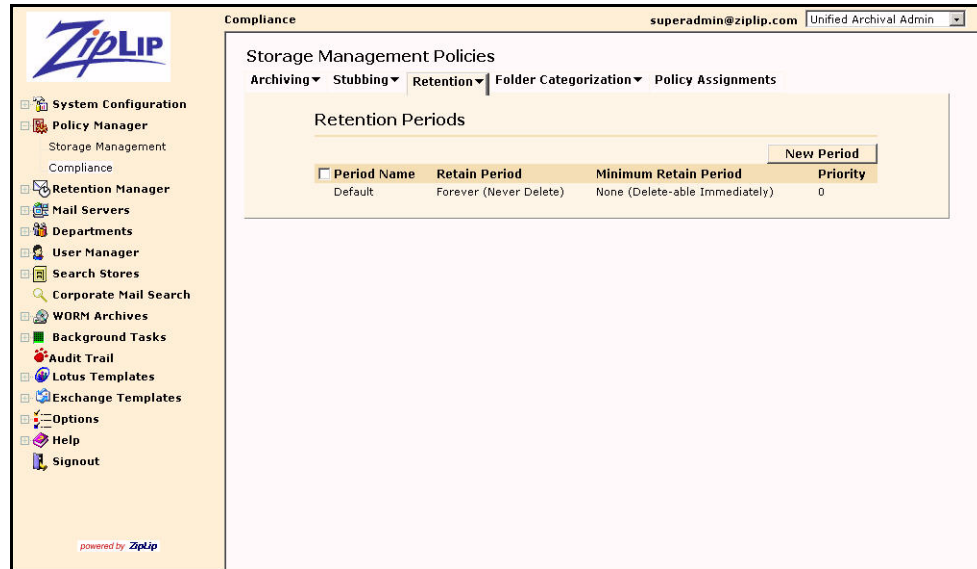 ZipLip
Compliance
superadmin@ziplip.com
Unified Archival Admin
System Configuration
Policy Manager
Storage Management
Compliance
Retention Manager
Mail Servers
Departments
User Manager
Search Stores
Corporate Mail Search
WORM Archives
Background Tasks
Audit Trail
Lotus Templates
Exchange Templates
Options
Help
Signout
powered by ZipLip
Storage Management Policies
Archiving Stubbing Retention Folder Categorization Policy Assignments
Retention Periods
New Period
Period Name Retain Period Minimum Retain Period Priority
Default Forever (Never Delete) None (Delete-able Immediately) 0